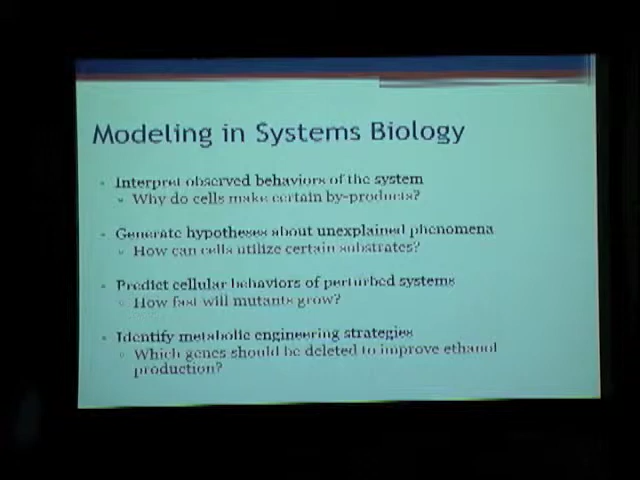 Modeling in Systems Biology
Interpret observed behaviors of the system
Why do cells make certain by-products?
Generate hypotheses about unexplained phenomena
How can cells utilize certain substrates?
Predict cellular behaviors of perturbed systems
How fast will mutants grow?
Identify metabolic engineering strategies
Which genes should be deleted to improve ethanol
production?